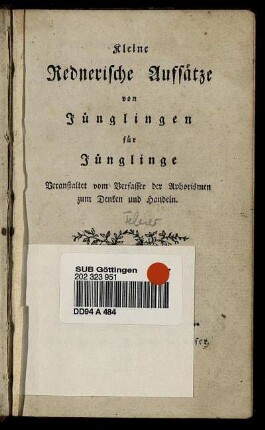 Kleine
Rednerische Aufsätze
von
Jünglingen
für
Jünglinge
Veranstaltet vom Verfasser der Aphorismen
zum Denken und Handeln.
SUB Göttingen
202 323 951
DD94 A 484